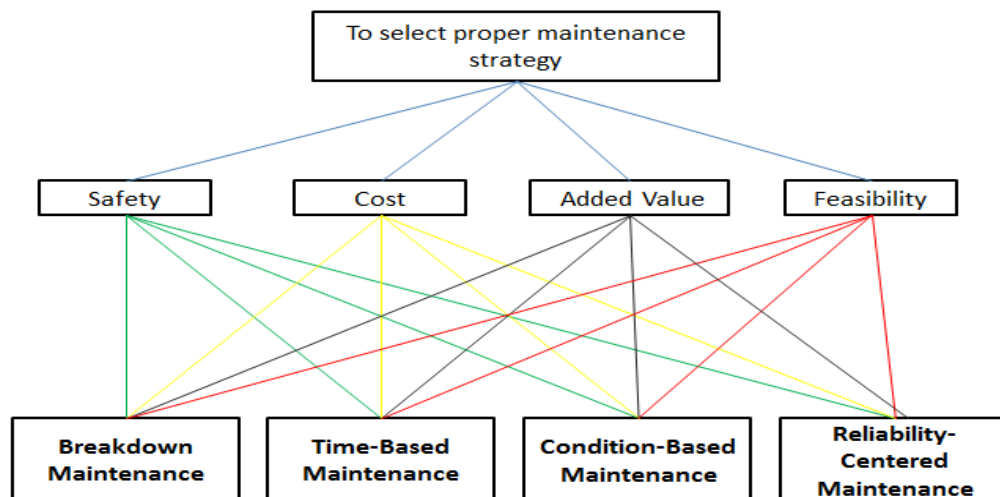 To select proper maintenance
strategy
Safety
Cost
Added Value
Feasibility
Breakdown
Maintenance
Time-Based
Maintenance
Condition-Based
Maintenance
Reliability-
Centered
Maintenance